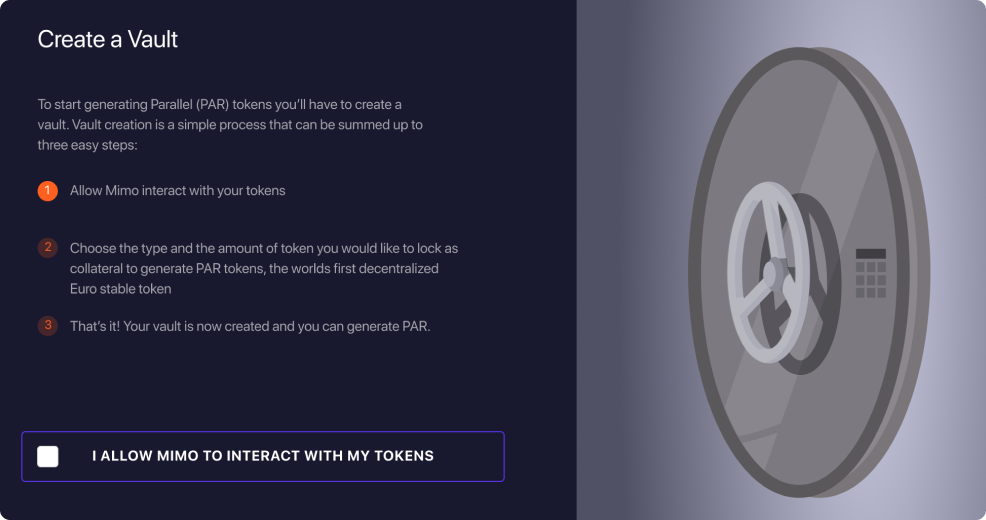 Create a Vault
To start generating Parallel (PAR) tokens you'll have to create a
vault. Vault creation is a simple process that can be summed up to
three easy steps:
1 Allow Mimo interact with your tokens
2 Choose the type and the amount of token you would like to lock as
collateral to generate PAR tokens, the worlds first decentralized
Euro stable token
3 That's it! Your vault is now created and you can generate PAR.
I ALLOW MIMO TO INTERACT WITH MY TOKENS